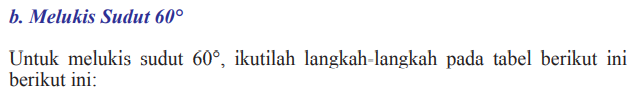 b. Melukis Sudut 60°
Untuk melukis sudut 60°, ikutilah langkah-langkah pada tabel berikut ini
berikut ini: